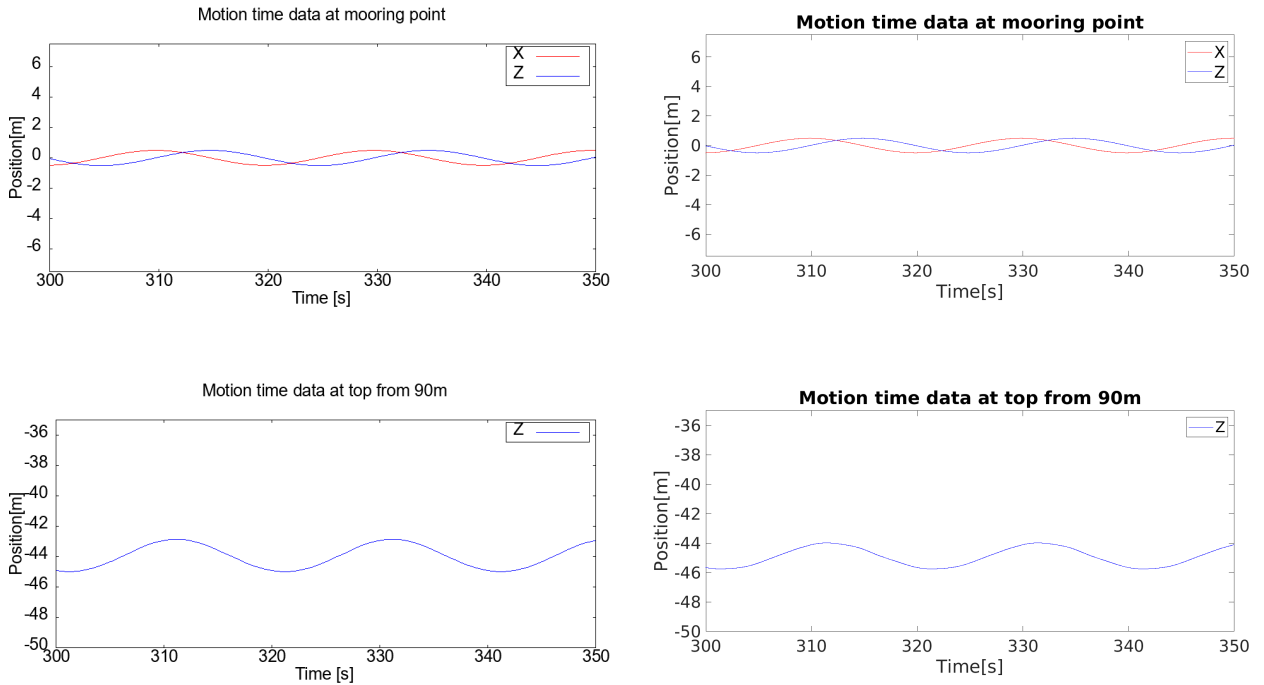 Motion time data at mooring point
X
Z
6
4
2
0
-2
-4
-6
Position[m]
300 310 320 330 340 350
Time [s]
Motion time data at mooring point
X
Z
6
4
2
0
-2
-4
-6
Position[m]
300 310 320 330 340 350
Time[s]
Motion time data at top from 90m
Z
-36
-38
-40
-42
-44
-46
-48
-50
Position[m]
300 310 320 330 340 350
Time [s]
Motion time data at top from 90m
Z
-36
-38
-40
-42
-44
-46
-48
-50
Position[m]
300 310 320 330 340 350
Time[s]